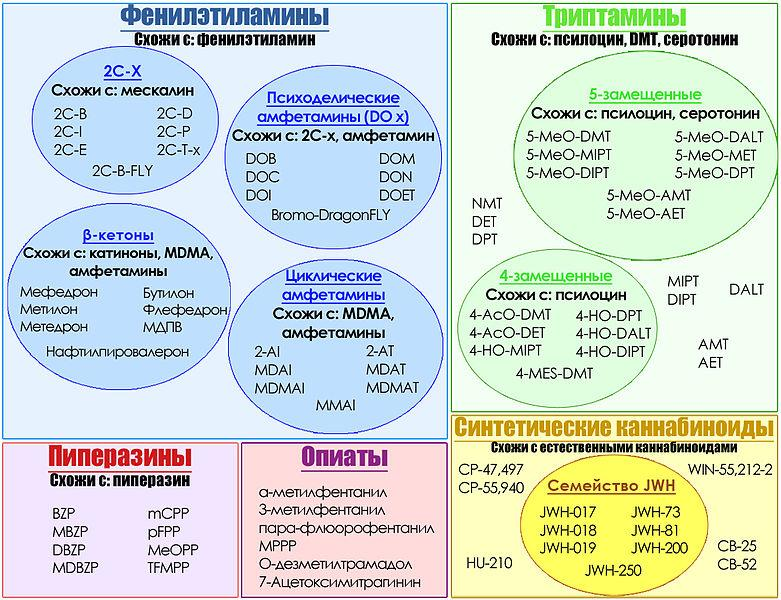 Фенилэтиламины
Схожи с: фенилэтиламин
2C-X
Схожи с: мескалин
2C-B 2C-D
2C-I 2C-P
2C-E 2C-T-x
2C-B-FLY
Психоделические
амфетамины (DO x)
Схожи с: 2С-х, амфетамин
DOB DOM
DOC DON
DOI DOET
Bromo-DragonFLY
β-кетоны
Схожи с: катиноны, MDMA,
амфетамины
Мефедрон Бутилон
Метилон Флефедрон
Метедрон МДПВ
Нафтилпировалерон
Циклические
амфетамины
Схожи с: MDMA,
амфетамины
2-AI 2-AT
MDAI MDAT
MDMAI MDMAT
MMAI
Триптамины
Схожи с: псилоцин, DMT, серотонин
5-замещенные
Схожи с: псилоцин, серотонин
5-MeO-DMT 5-MeO-DALT
5-MeO-MIPT 5-MeO-MET
5-MeO-DIPT 5-MeO-DPT
5-MeO-AMT
5-MeO-AET
NMT
DET
DPT
4-замещенные
Схожи с: псилоцин
4-AcO-DMT 4-HO-DPT
4-AcO-DET 4-HO-DALT
4-HO-MIPT 4-HO-DIPT
4-MES-DMT
MIPT
DIPT
DALT
AMT
AET
Пиперазины
Схожи с: пиперазин
BZP mCPP
MBZP pFPP
DBZP MeOPP
MDBZP TFMPP
Опиаты
а-метилфентанил
3-метилфентанил
пара-флюорофентанил
MPPP
О-дезметилтрамадол
7-Ацетоксимитрагинин
Синтетические каннабиноиды
Схожи с естественными каннабиноидами
CP-47,497
CP-55,940
WIN-55,212-2
Семейство JWH
JWH-017 JWH-73
JWH-018 JWH-81
JWH-019 JWH-200
JWH-250
HU-210
CB-25
CB-52